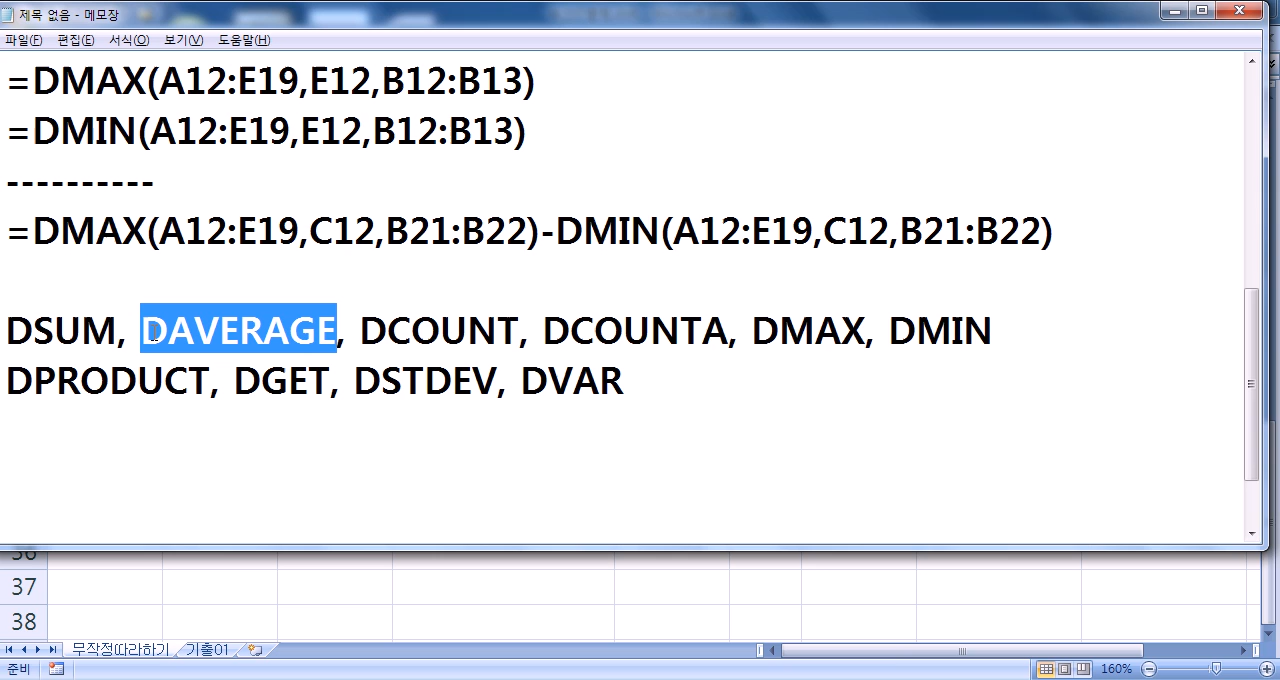 제목 없음 - 메모장
파일(F) 편집(E) 서식(O) 보기(V) 도움말(H)
=DMAX(A12:E19,E12,B12:B13)
=DMIN(A12:E19,E12,B12:B13)
----------
=DMAX(A12:E19,C12,B21:B22)-DMIN(A12:E19,C12,B21:B22)
DSUM, DAVERAGE, DCOUNT, DCOUNTA, DMAX, DMIN
DPRODUCT, DGET, DSTDEV, DVAR
36
37
38
무작정따라하기 기출01
준비 160%